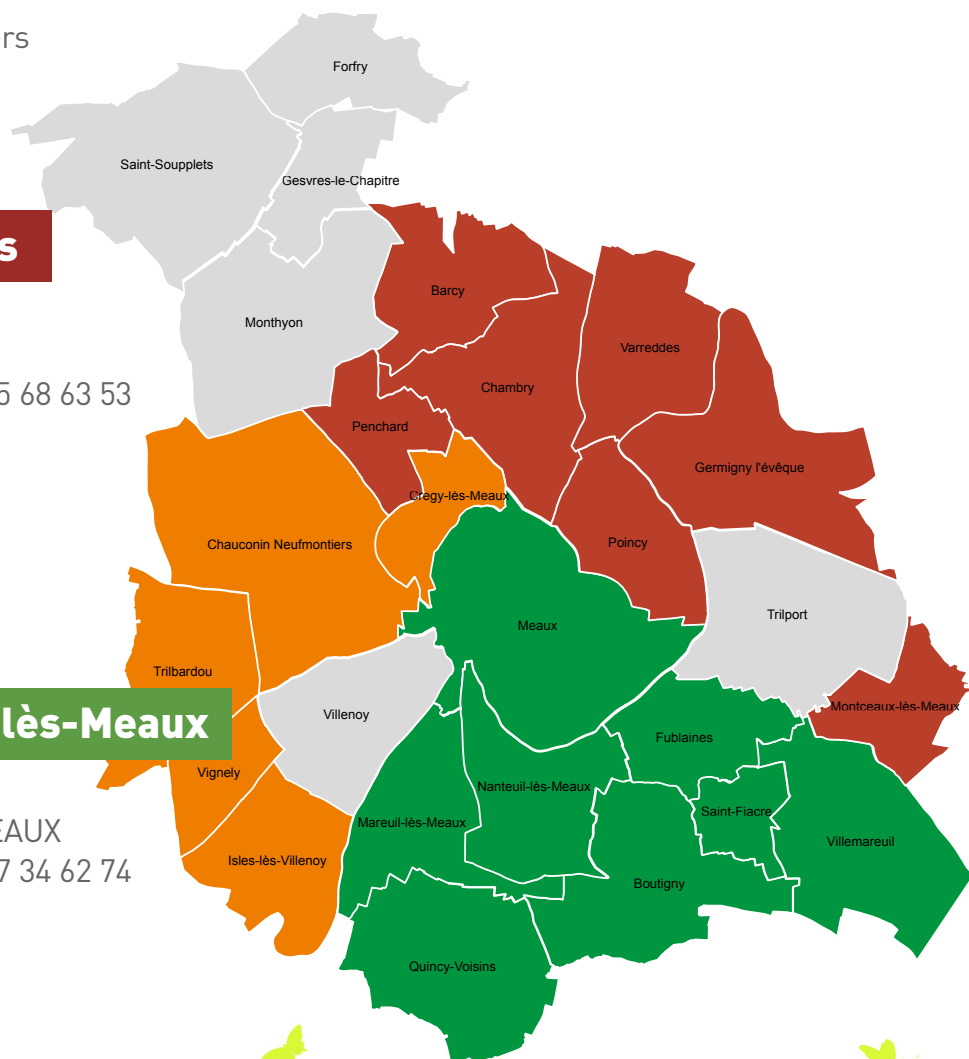 ers
Forfry
Saint-Soupplets
Gesvres-le-Chapitre
s
Barcy
Monthyon
Varreddes
5 68 63 53
Chambry
Penchard
Germigny l'évêque
Crégy-lès-Meaux
Chauconin Neufmontiers
Poincy
Trilport
Meaux
Trilbardou
Montceaux-lès-Meaux
Villenoy
lès-Meaux
Fublaines
Vignely
Nanteuil-lès-Meaux
Saint-Fiacre
Mareuil-lès-Meaux
EAUX
Villemareuil
Isles-lès-Villenoy
7 34 62 74
Boutigny
Quincy-Voisins